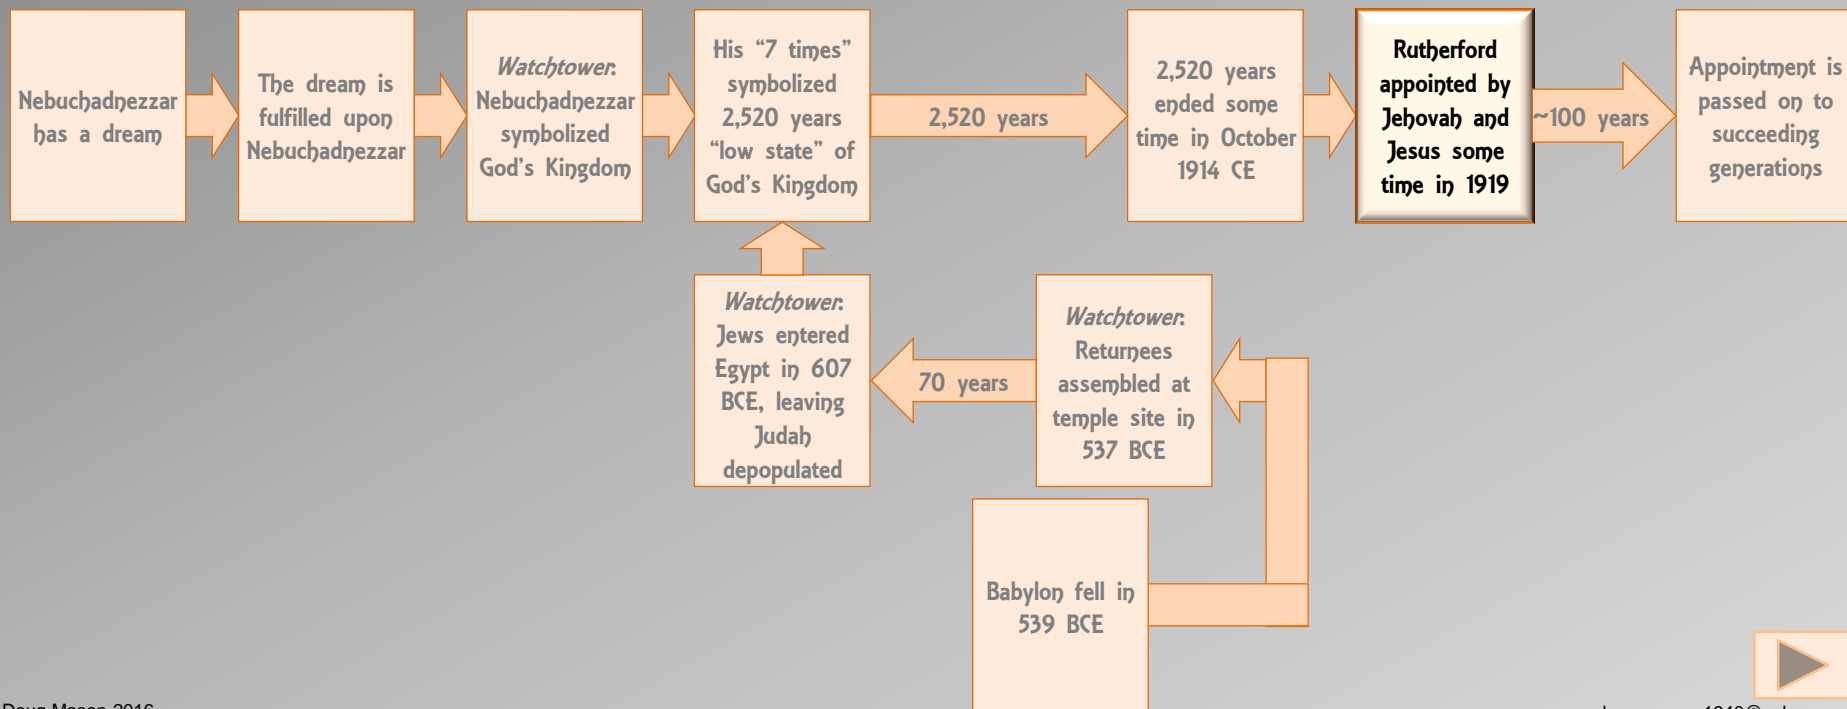 Nebuchadnezzar
has a dream
The dream is
fulfilled upon
Nebuchadnezzar
Watchtower:
Nebuchadnezzar
symbolized
God's Kingdom
His “7 times”
symbolized
2,520 years
“low state” of
God's Kingdom
2,520 years
2,520 years
ended some
time in October
1914 CE
Rutherford
appointed by
Jehovah and
Jesus some
time in 1919
~100 years
Appointment is
passed on to
succeeding
generations
Watchtower:
Jews entered
Egypt in 607
BCE, leaving
Judah
depopulated
70 years
Watchtower:
Returnees
assembled at
temple site in
537 BCE
Babylon fell in
539 BCE
Doug Mason 2016